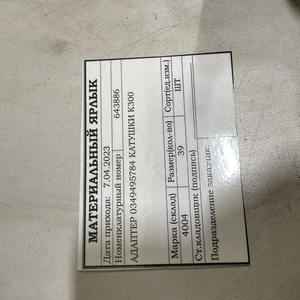 МАТЕРИАЛЬНЫЙ ЯРЛЫК
Дата прихода: 7.04.2023
Номенклатурный номер 643886
АДАПТЕР 0349495784 КАТУШКИ К300
Марка (склад) Размер(кол-во) Сорт(ед.изм.)
4004 39 ШТ
Ст.кладовщик (подпись)
Подразделение заказчик: